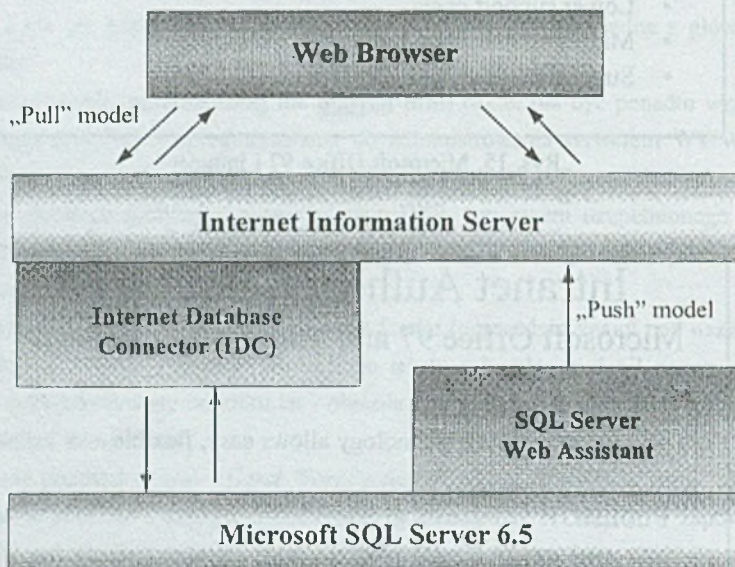 Web Browser
„Pull” model
Internet Information Server
Internet Database
Connector (IDC)
„Push” model
SQL Server
Web Assistant
Microsoft SQL Server 6.5